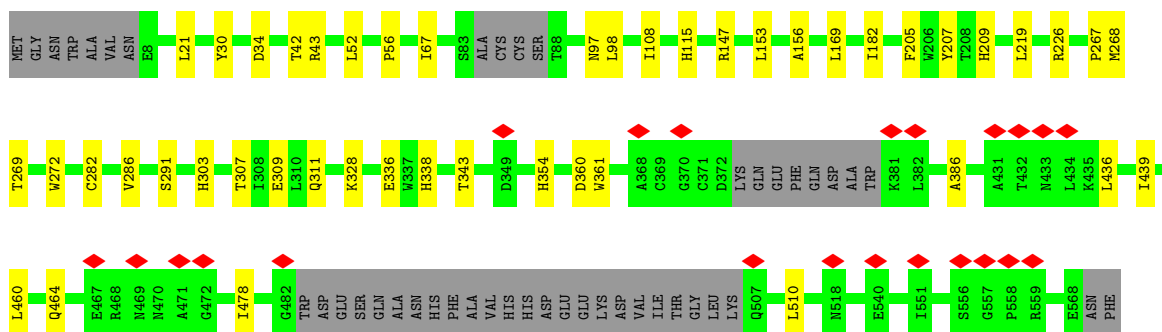 MET GLY ASN TRP ALA VAL ASN E8 L21 Y30 D34 T42 R43 L52 P56 I67 S83 ALA CYS CYS SER T88 N97 L98 I108 H115 R147 L153 A156 L169 I182 F205 W206 Y207 T208 H209 L219 R226 P267 M268
T269 W272 C282 V286 S291 H303 T307 I308 E309 L310 Q311 K328 E336 W337 H338 T343 D349 H354 D360 W361 A368 C369 G370 C371 D372 LYS GLN GLU PHE GLN ASP ALA TRP K381 L382 A386 A431 T432 N433 L434 K435 L436 I439
L460 Q464 E467 R468 N469 N470 A471 G472 I478 G482 TRP ASP GLU SER GLN ALA ASN HIS PHE ALA VAL HIS HIS ASP GLU GLU LYS ASP VAL ILE THR GLY LEU LYS Q507 L510 N518 E540 I551 S556 G557 P558 R559 E568 ASN PHE